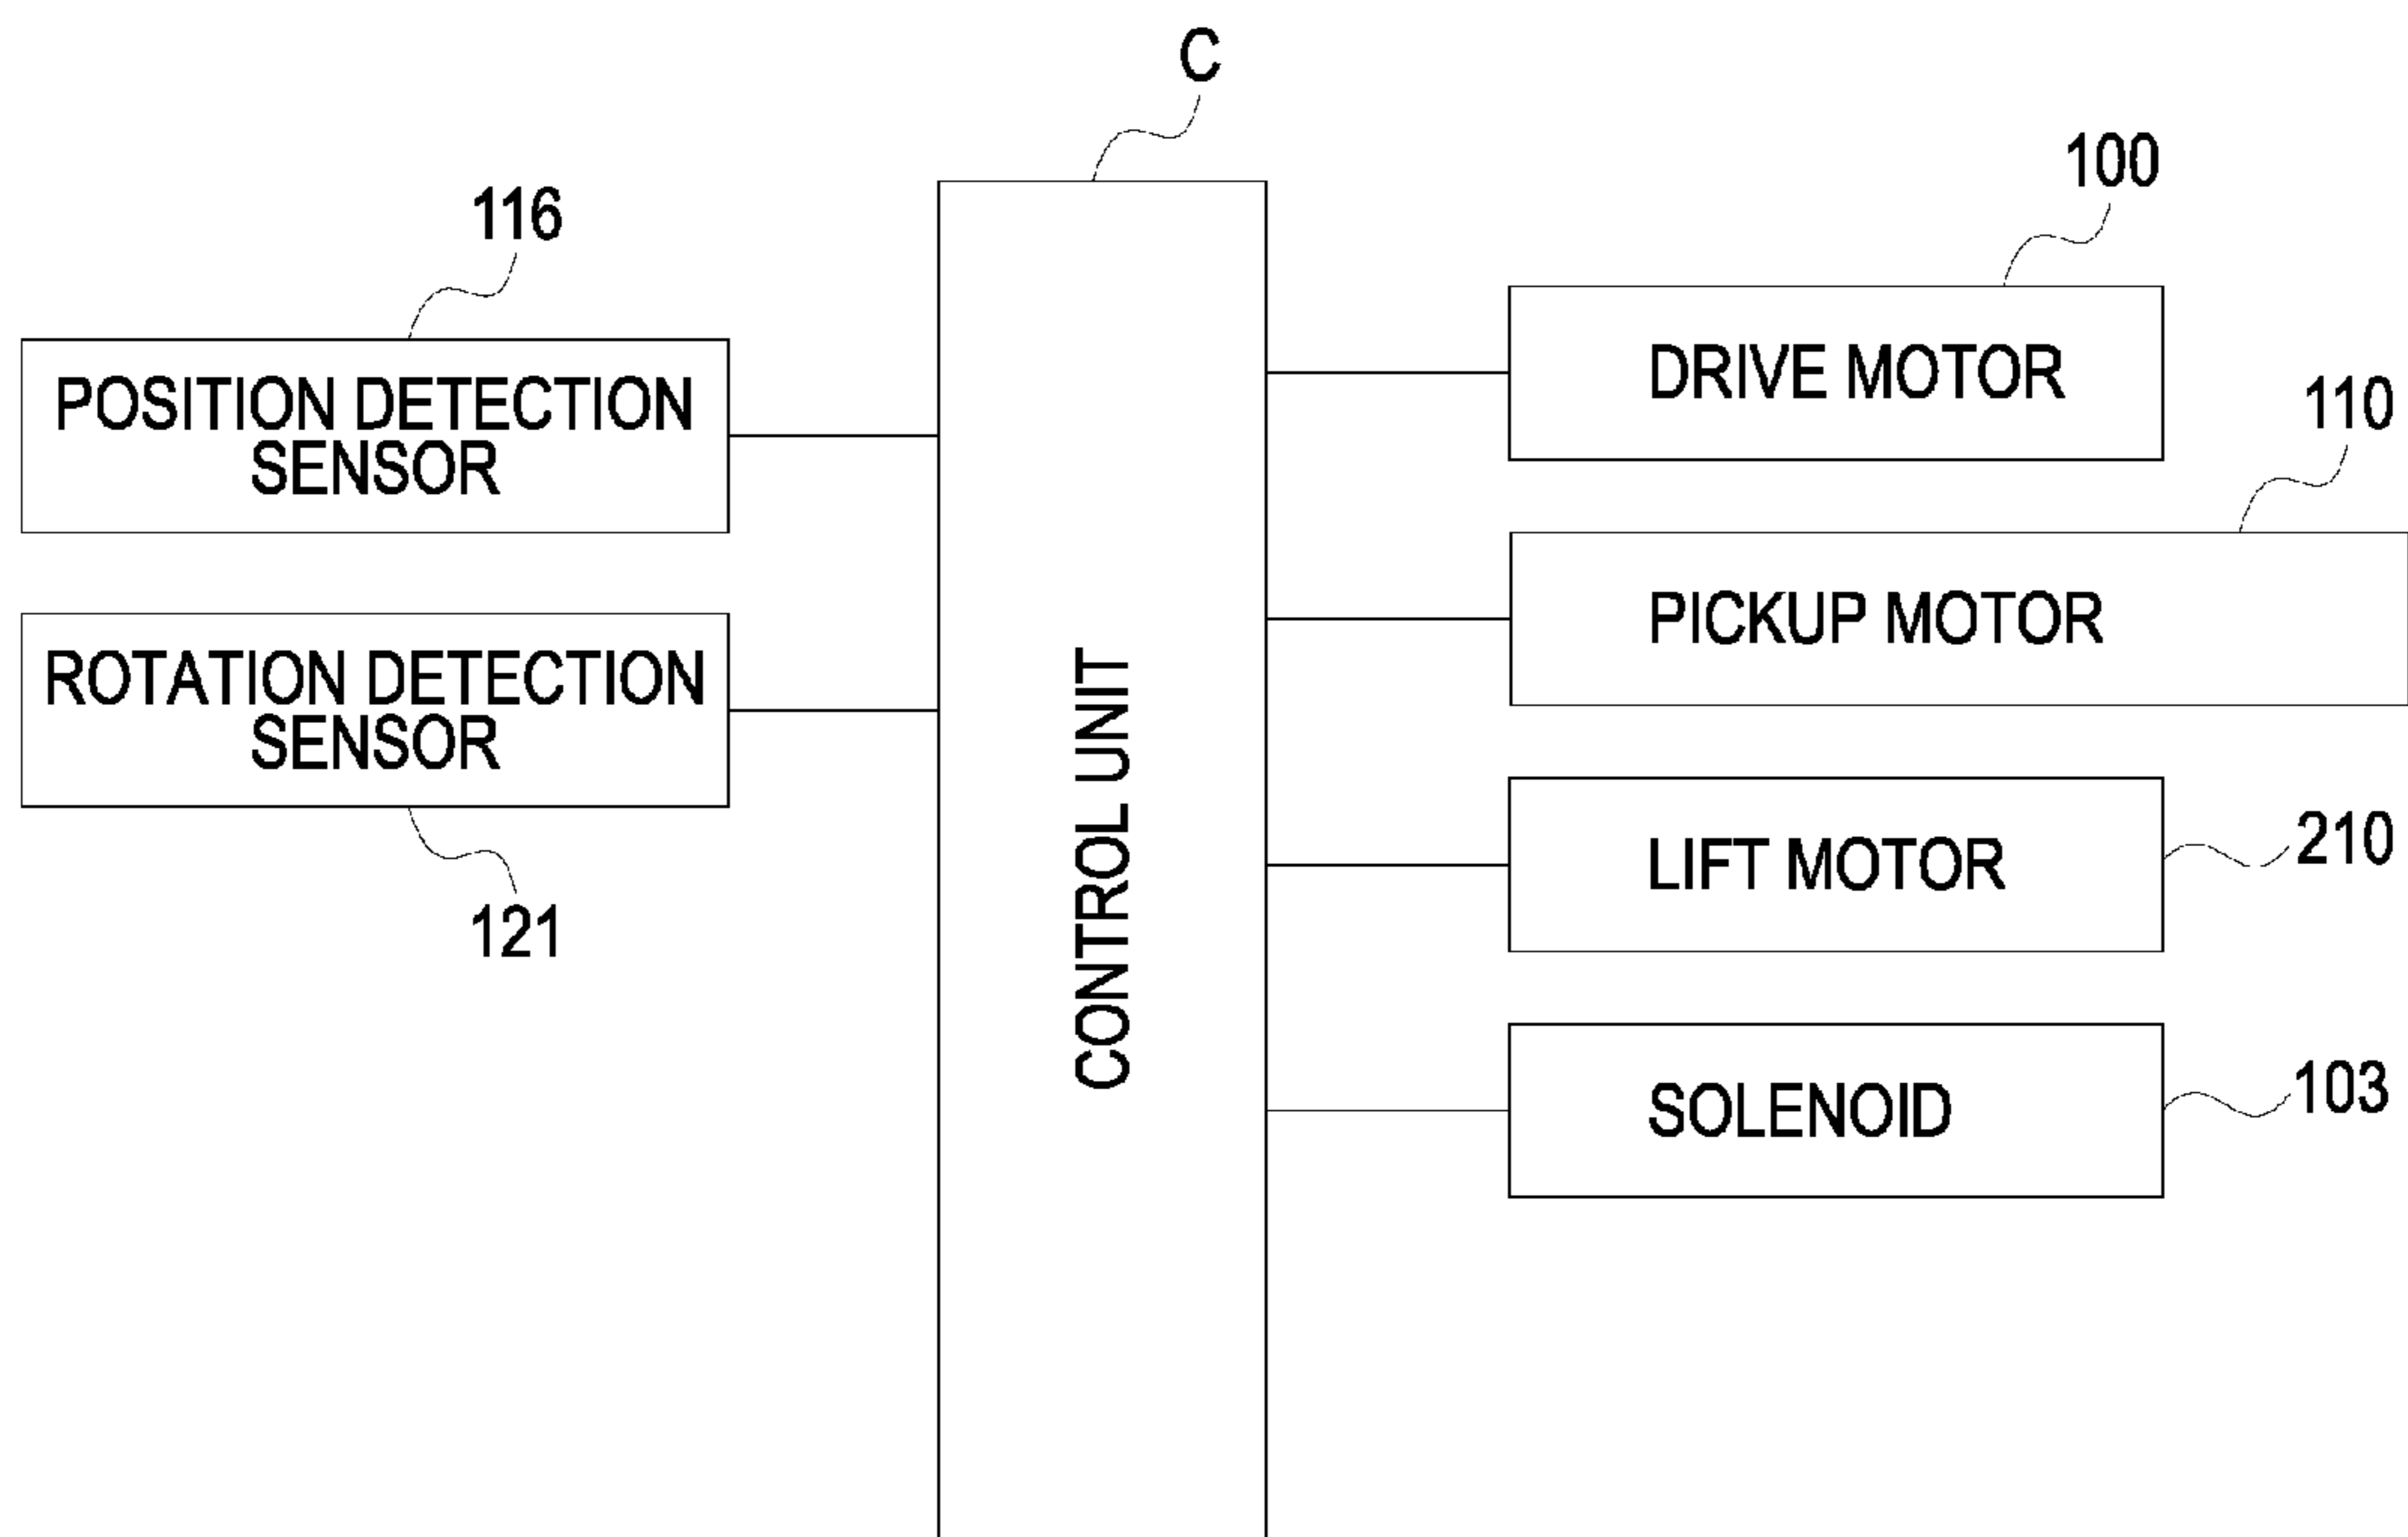 C
116
100
POSITION DETECTION
SENSOR
DRIVE MOTOR
110
ROTATION DETECTION
SENSOR
121
CONTROL UNIT
PICKUP MOTOR
LIFT MOTOR
210
SOLENOID
103